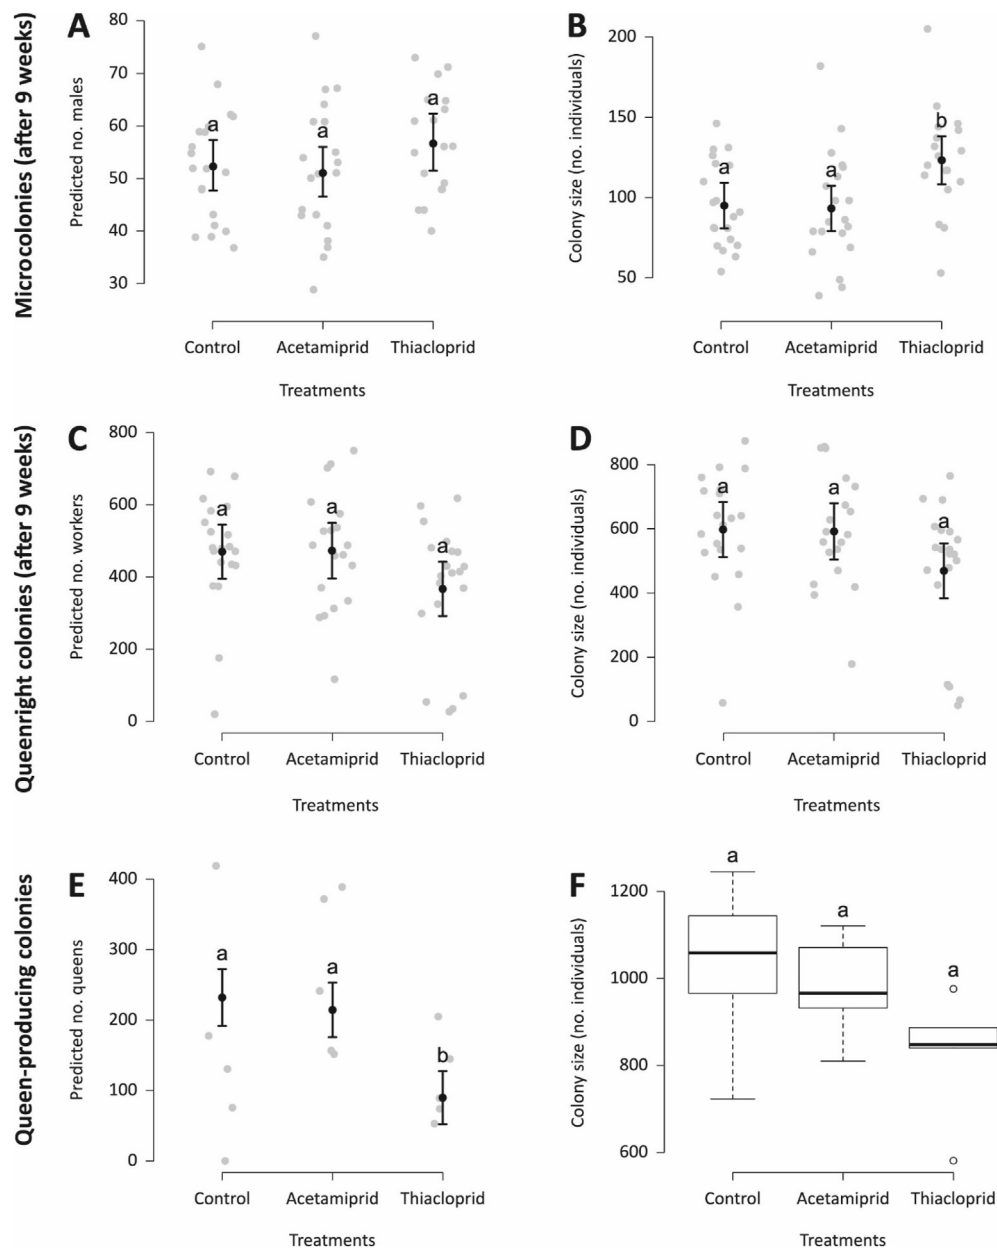 Microcolonies (after 9 weeks)
A
Predicted no. males
80
70
60
50
40
30
a
a
a
Control
Acetamiprid
Thiacloprid
Treatments
B
Colony size (no. individuals)
200
150
100
50
a
a
b
Control
Acetamiprid
Thiacloprid
Treatments
Queenright colonies (after 9 weeks)
C
Predicted no. workers
800
600
400
200
0
a
a
a
Control
Acetamiprid
Thiacloprid
Treatments
D
Colony size (no. individuals)
800
600
400
200
0
a
a
a
Control
Acetamiprid
Thiacloprid
Treatments
Queen-producing colonies
E
Predicted no. queens
400
300
200
100
0
a
a
b
Control
Acetamiprid
Thiacloprid
Treatments
F
Colony size (no. individuals)
1200
1000
800
600
a
a
a
Control
Acetamiprid
Thiacloprid
Treatments